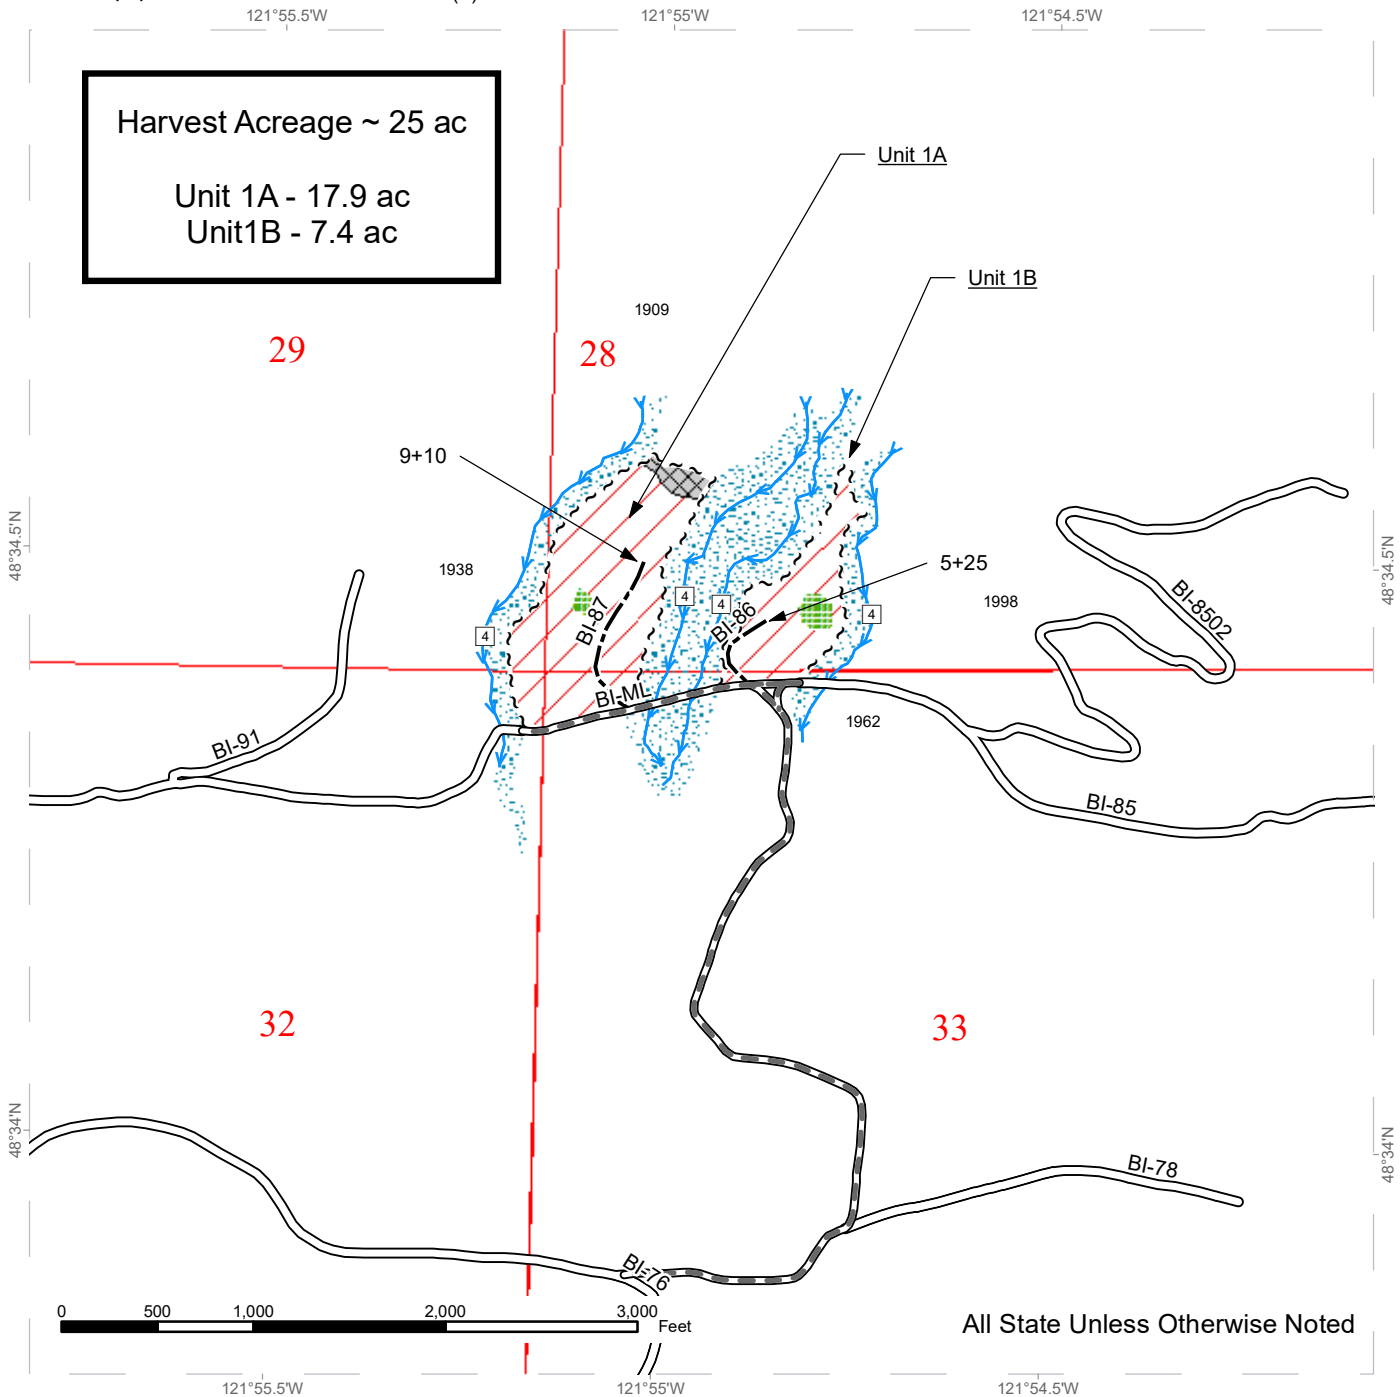 121°55.5'W
121°55'W
121°54.5'W
Harvest Acreage ~ 25 ac
Unit 1A - 17.9 ac
Unit1B - 7.4 ac
Unit 1A
Unit 1B
1909
29
28
9+10
48°34.5'N
48°34.5'N
5+25
1938
1998
BI-8502
4
4
4
4
BI-87
BI-86
BI-ML
1962
BI-91
BI-85
32
33
48°34'N
48°34'N
BI-78
BI-76
0
500
1,000
2,000
3,000
Feet
All State Unless Otherwise Noted
121°55.5'W
121°55'W
121°54.5'W